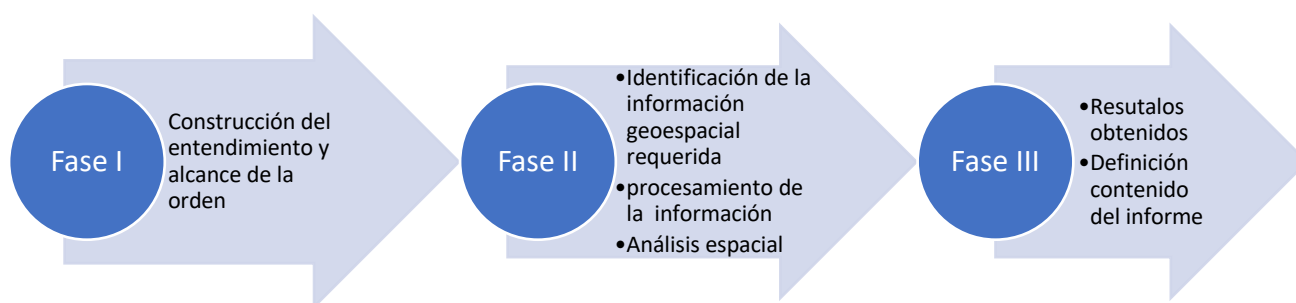 Fase I
Construcción del
entendimiento y
alcance de la
orden
Fase II
•Identificación de la
información
geoespacial
requerida
•procesamiento de
la información
•Análisis espacial
Fase III
•Resutalos
obtenidos
•Definición
contenido
del informe